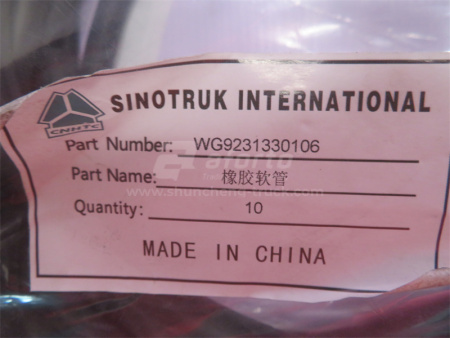 SINOTRUK INTERNATIONAL
CNHTC
Part Number: WG9231330106
Part Name: 橡胶软管
Quantity: 10
MADE IN CHINA